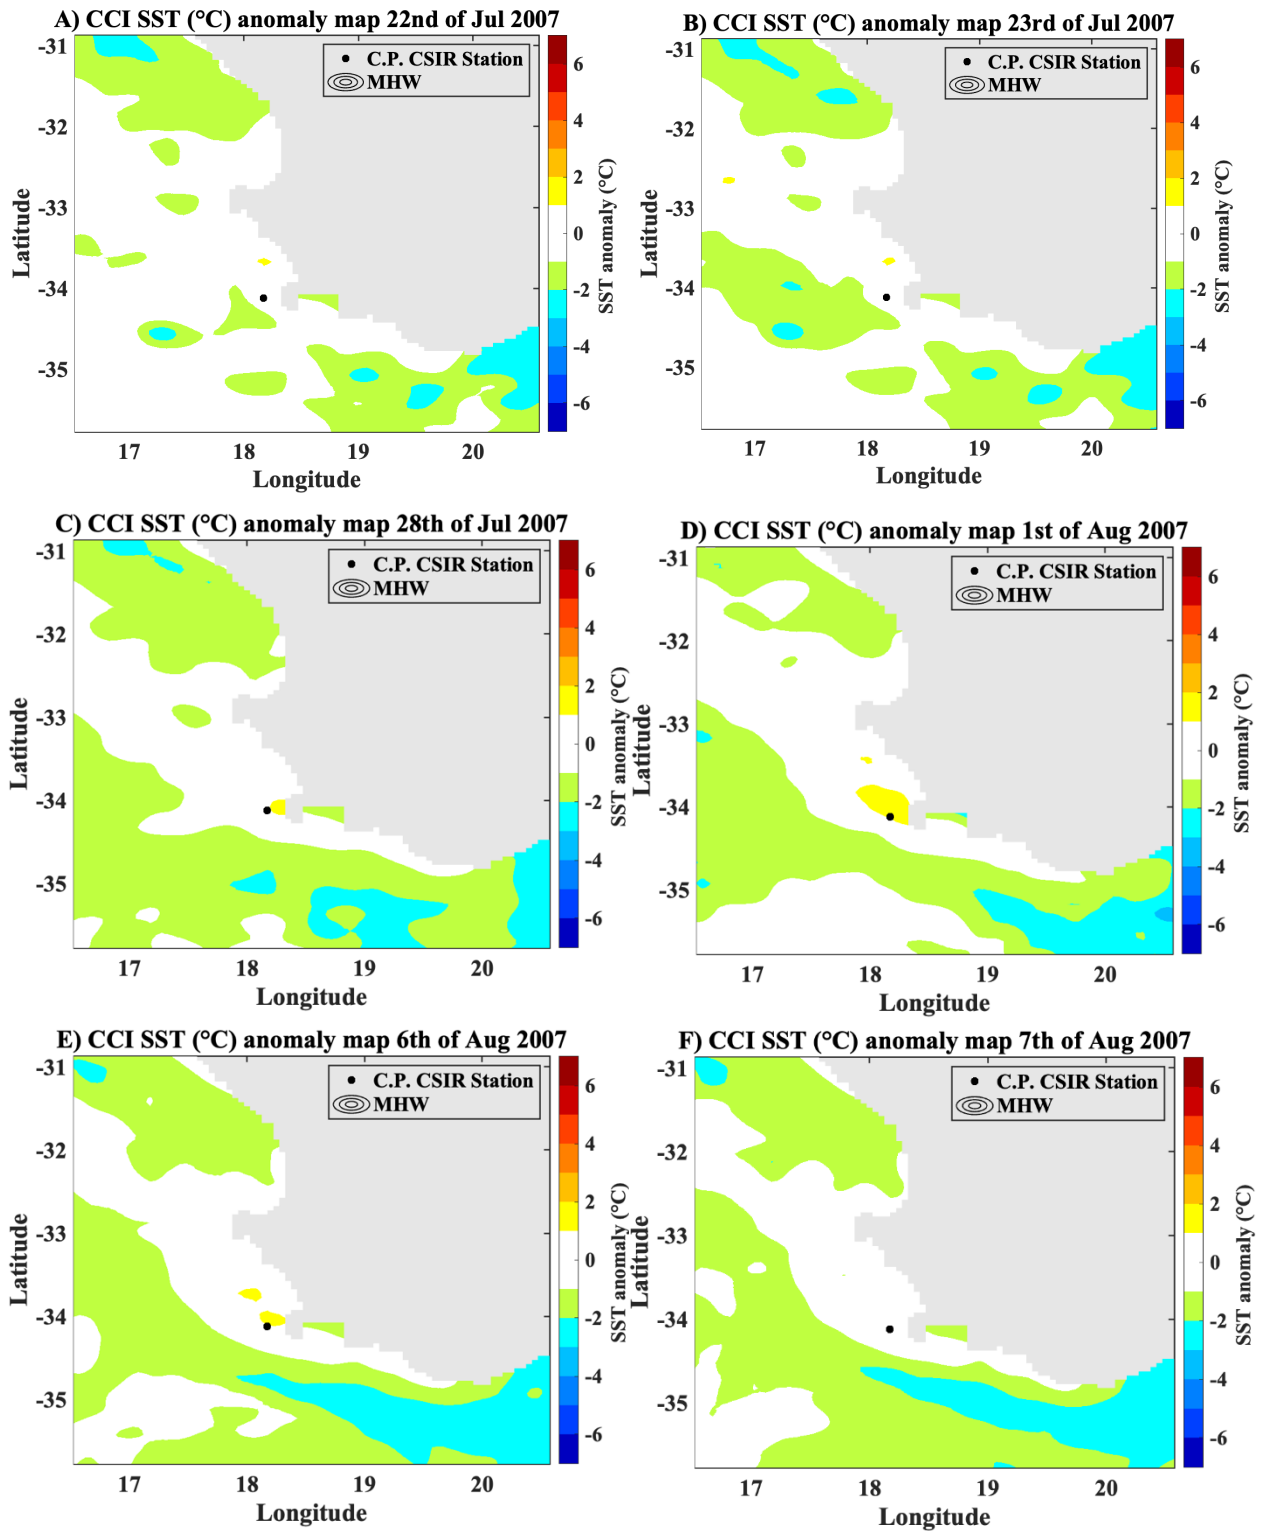 A) CCI SST (°C) anomaly map 22nd of Jul 2007
C.P. CSIR Station
MHW
-31
-32
-33
-34
-35
Latitude
17
18
19
20
Longitude
6
4
2
0
-2
-4
-6
SST anomaly (°C)
B) CCI SST (°C) anomaly map 23rd of Jul 2007
C.P. CSIR Station
MHW
-31
-32
-33
-34
-35
Latitude
17
18
19
20
Longitude
6
4
2
0
-2
-4
-6
SST anomaly (°C)
C) CCI SST (°C) anomaly map 28th of Jul 2007
C.P. CSIR Station
MHW
-31
-32
-33
-34
-35
Latitude
17
18
19
20
Longitude
6
4
2
0
-2
-4
-6
SST anomaly (°C)
D) CCI SST (°C) anomaly map 1st of Aug 2007
C.P. CSIR Station
MHW
-31
-32
-33
-34
-35
Latitude
17
18
19
20
Longitude
6
4
2
0
-2
-4
-6
SST anomaly (°C)
E) CCI SST (°C) anomaly map 6th of Aug 2007
C.P. CSIR Station
MHW
-31
-32
-33
-34
-35
Latitude
17
18
19
20
Longitude
6
4
2
0
-2
-4
-6
SST anomaly (°C)
F) CCI SST (°C) anomaly map 7th of Aug 2007
C.P. CSIR Station
MHW
-31
-32
-33
-34
-35
Latitude
17
18
19
20
Longitude
6
4
2
0
-2
-4
-6
SST anomaly (°C)